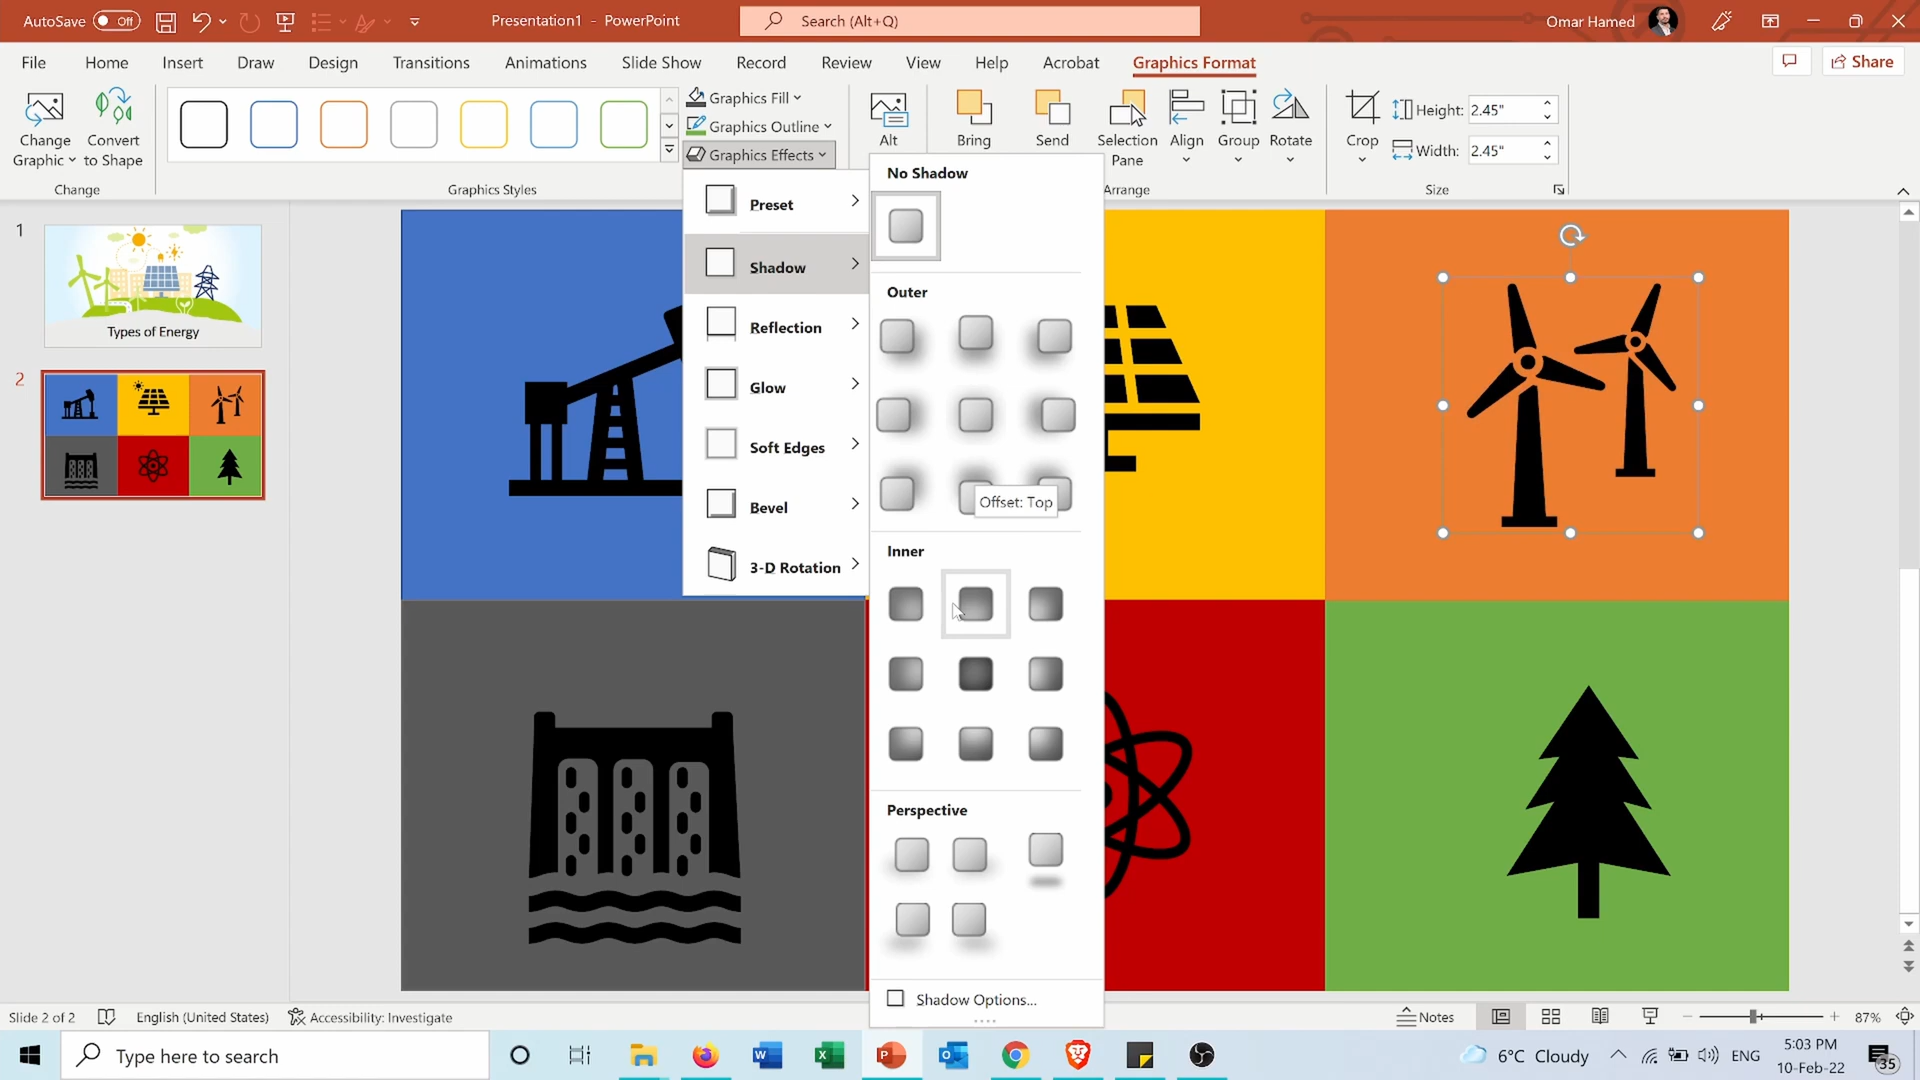 AutoSave Off
Presentation1 - PowerPoint
Search (Alt+Q)
Omar Hamed
File Home Insert Draw Design Transitions Animations Slide Show Record Review View Help Acrobat Graphics Format
Share
Change Graphic
Convert to Shape
Change
Graphics Styles
Graphics Fill
Graphics Outline
Graphics Effects
Alt
Bring
Send
Selection Pane
Align
Group
Rotate
Arrange
Crop
Height: 2.45"
Width: 2.45"
Size
Preset
Shadow
Reflection
Glow
Soft Edges
Bevel
3-D Rotation
No Shadow
Outer
Offset: Top
Inner
Perspective
Shadow Options...
1
Types of Energy
2
Slide 2 of 2
English (United States)
Accessibility: Investigate
Notes
87%
Type here to search
6°C Cloudy
ENG
5:03 PM
10-Feb-22
35